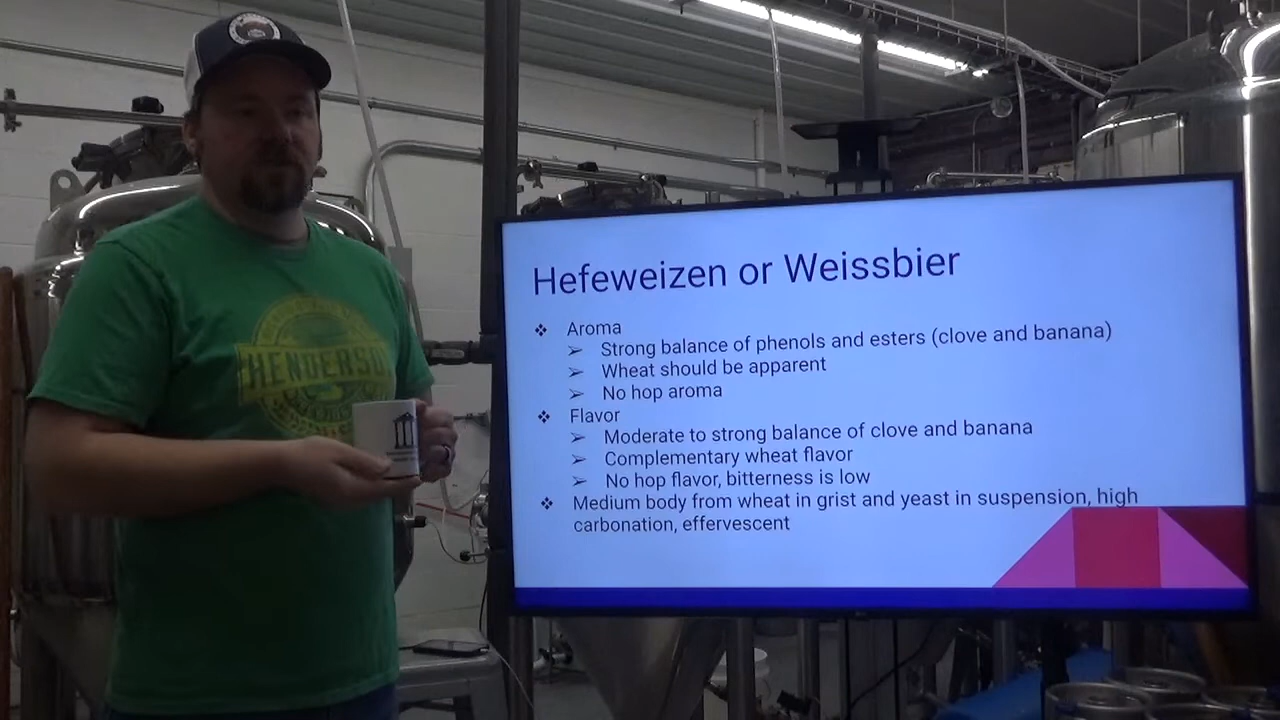 Hefeweizen or Weissbier
❖ Aroma
➢ Strong balance of phenols and esters (clove and banana)
➢ Wheat should be apparent
➢ No hop aroma
❖ Flavor
➢ Moderate to strong balance of clove and banana
➢ Complementary wheat flavor
➢ No hop flavor, bitterness is low
❖ Medium body from wheat in grist and yeast in suspension, high
carbonation, effervescent
HENDERSO